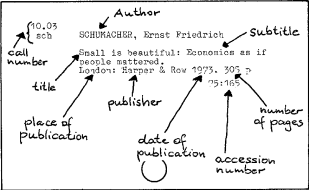 Author
10.03 SCHUMACHER, Ernst Friedrich
sch
subtitle
call number
Small is beautiful: Economics as if
people mattered.
London: Harper & Row 1973. 305 p
75:165
title
publisher
number of pages
place of publication
date of publication
accession number